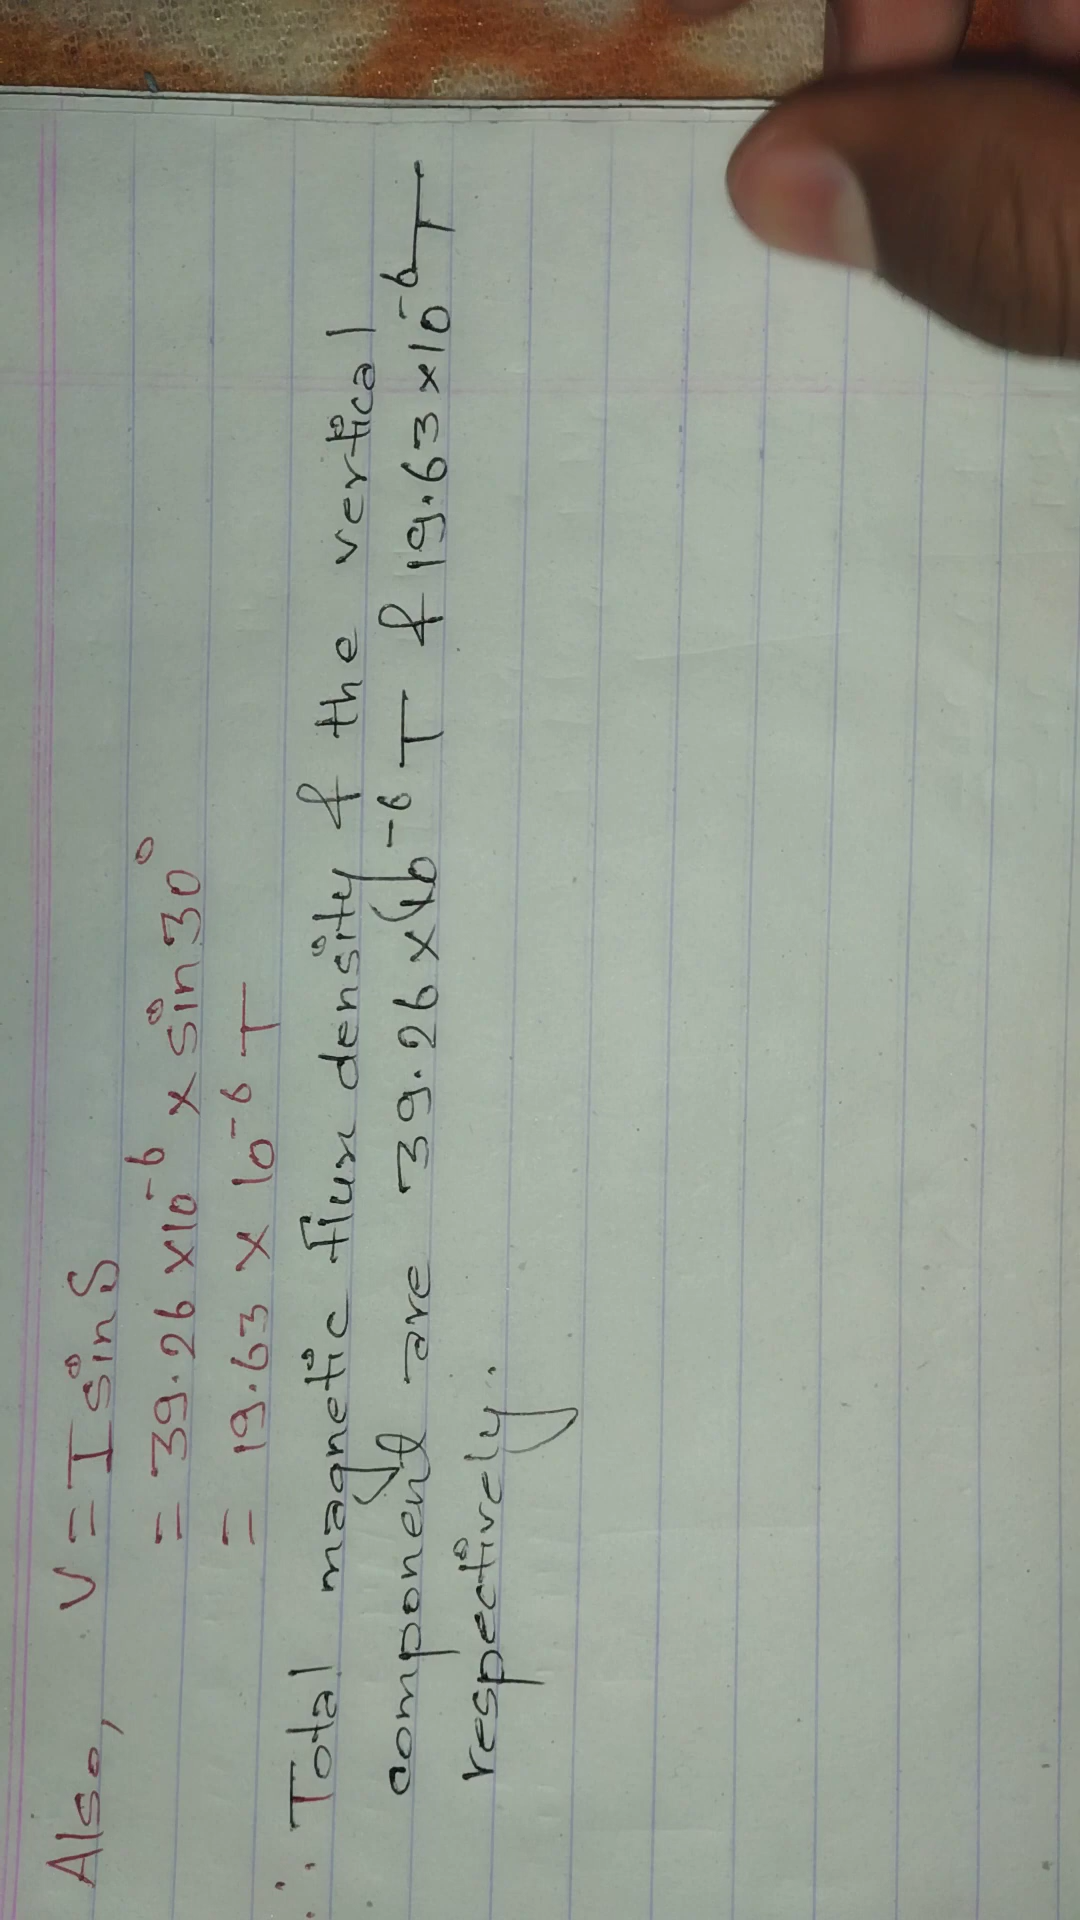 Also, V = I sin δ
= 39.26 × 10⁻⁶ × sin 30°
= 19.63 × 10⁻⁶ T
∴ Total magnetic flux density & the vertical
component are 39.26 × 10⁻⁶ T & 19.63 × 10⁻⁶ T
respectively.